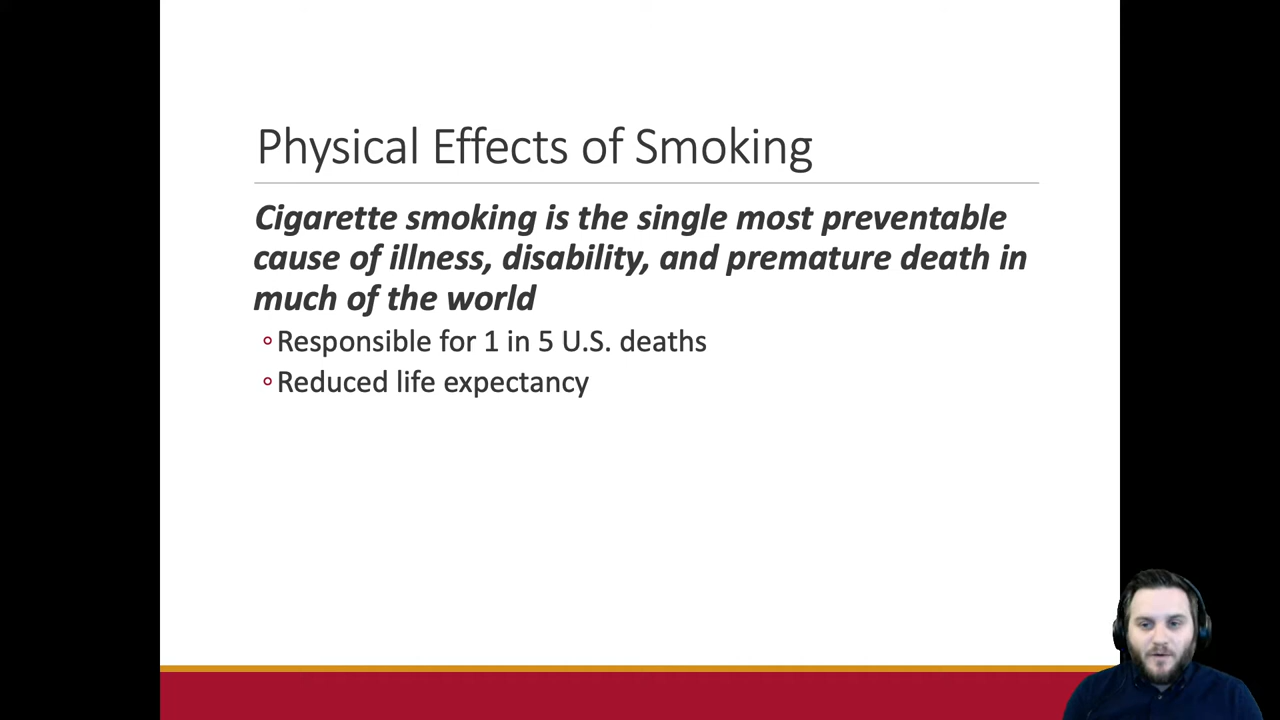 Physical Effects of Smoking
Cigarette smoking is the single most preventable
cause of illness, disability, and premature death in
much of the world
Responsible for 1 in 5 U.S. deaths
Reduced life expectancy